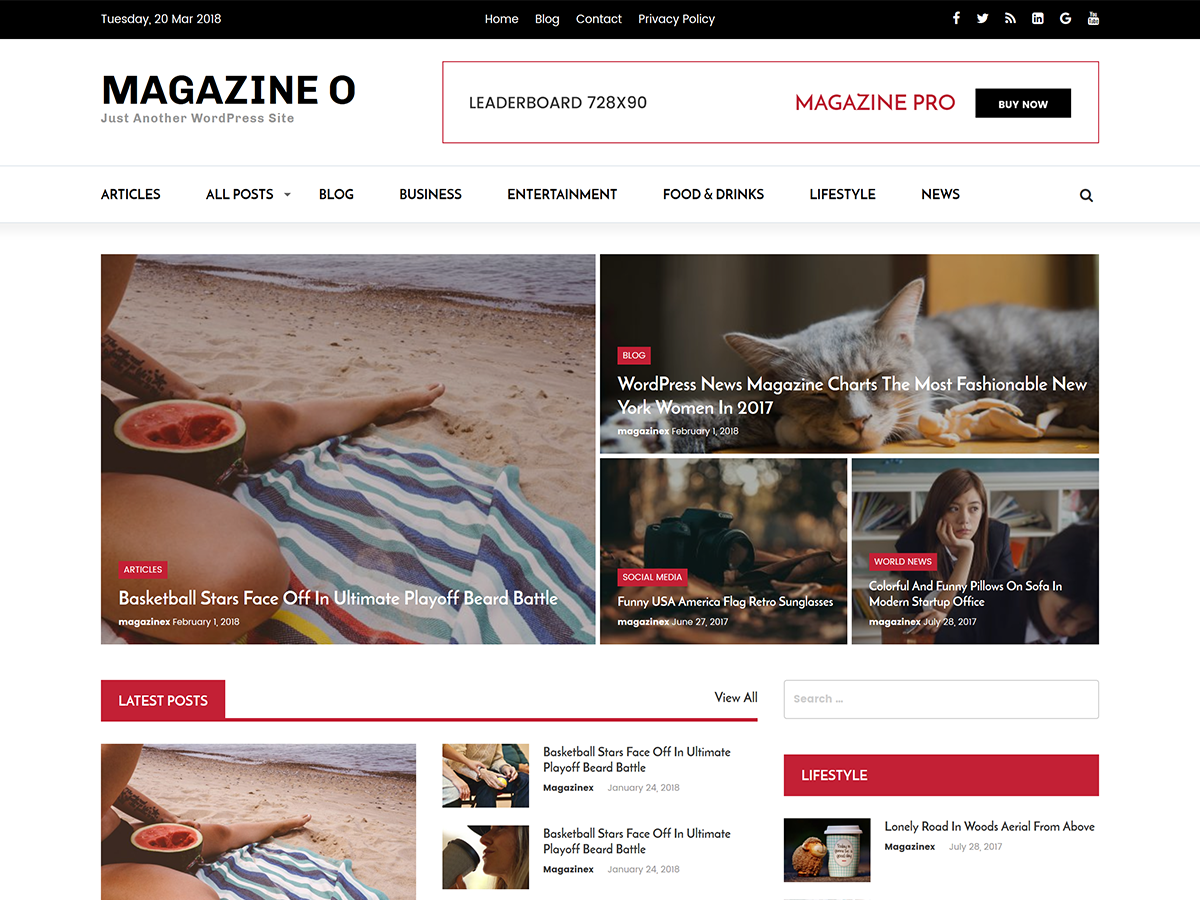 Tuesday, 20 Mar 2018
Home Blog Contact Privacy Policy
MAGAZINE O
Just Another WordPress Site
LEADERBOARD 728X90
MAGAZINE PRO
BUY NOW
ARTICLES ALL POSTS BLOG BUSINESS ENTERTAINMENT FOOD & DRINKS LIFESTYLE NEWS
ARTICLES
Basketball Stars Face Off In Ultimate Playoff Beard Battle
magazinex February 1, 2018
BLOG
WordPress News Magazine Charts The Most Fashionable New
York Women In 2017
magazinex February 1, 2018
SOCIAL MEDIA
Funny USA America Flag Retro Sunglasses
magazinex June 27, 2017
WORLD NEWS
Colorful And Funny Pillows On Sofa In
Modern Startup Office
magazinex July 28, 2017
LATEST POSTS
View All
Basketball Stars Face Off In Ultimate
Playoff Beard Battle
Magazinex January 24, 2018
Basketball Stars Face Off In Ultimate
Playoff Beard Battle
Magazinex January 24, 2018
Search ...
LIFESTYLE
Lonely Road In Woods Aerial From Above
Magazinex July 28, 2017